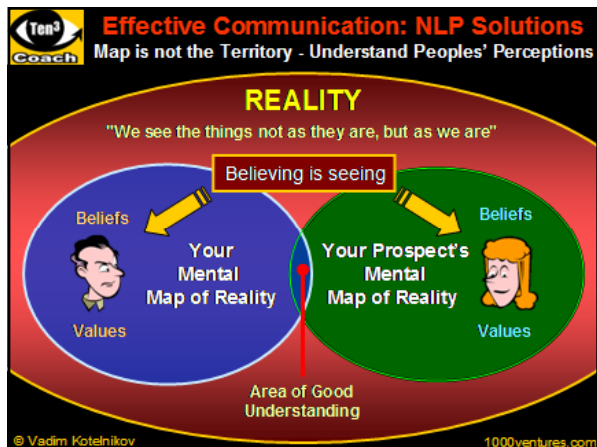 Ten3
Coach
Effective Communication: NLP Solutions
Map is not the Territory - Understand Peoples' Perceptions
REALITY
"We see the things not as they are, but as we are"
Believing is seeing
Beliefs
Your
Mental
Map of Reality
Values
Beliefs
Your Prospect's
Mental
Map of Reality
Values
Area of Good
Understanding
© Vadim Kotelnikov
1000ventures.com